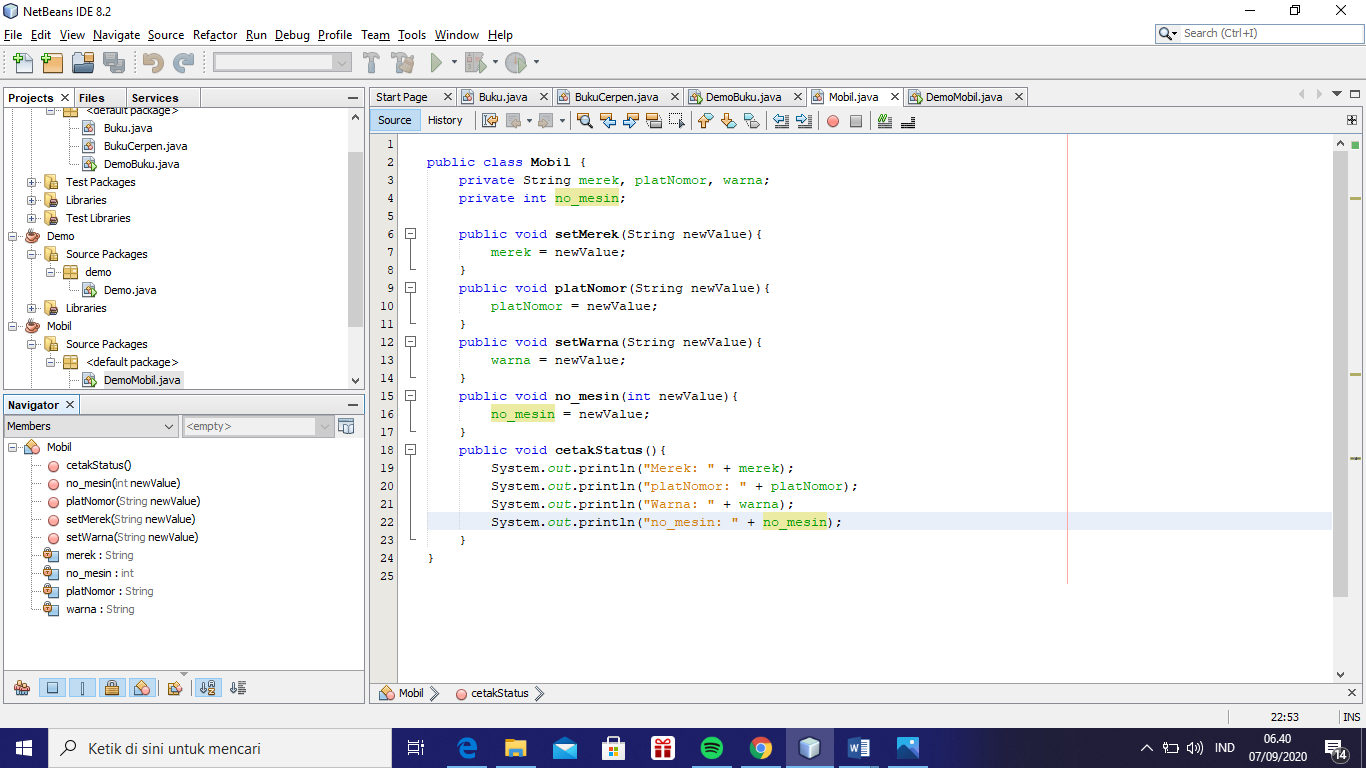 NetBeans IDE 8.2
File Edit View Navigate Source Refactor Run Debug Profile Team Tools Window Help
Search (Ctrl+I)
Projects Files Services
<default package>
Buku.java
BukuCerpen.java
DemoBuku.java
Test Packages
Libraries
Test Libraries
Demo
Source Packages
demo
Demo.java
Libraries
Mobil
Source Packages
<default package>
DemoMobil.java
Navigator
Members <empty>
Mobil
cetakStatus()
no_mesin(int newValue)
platNomor(String newValue)
setMerek(String newValue)
setWarna(String newValue)
merek : String
no_mesin : int
platNomor : String
warna : String
Start Page Buku.java BukuCerpen.java DemoBuku.java Mobil.java DemoMobil.java
Source History
1
2 public class Mobil {
3 private String merek, platNomor, warna;
4 private int no_mesin;
5
6 public void setMerek(String newValue){
7 merek = newValue;
8 }
9 public void platNomor(String newValue){
10 platNomor = newValue;
11 }
12 public void setWarna(String newValue){
13 warna = newValue;
14 }
15 public void no_mesin(int newValue){
16 no_mesin = newValue;
17 }
18 public void cetakStatus(){
19 System.out.println("Merek: " + merek);
20 System.out.println("platNomor: " + platNomor);
21 System.out.println("Warna: " + warna);
22 System.out.println("no_mesin: " + no_mesin);
23 }
24 }
25
Mobil cetakStatus
22:53 INS
Ketik di sini untuk mencari
IND
06.40
07/09/2020
14